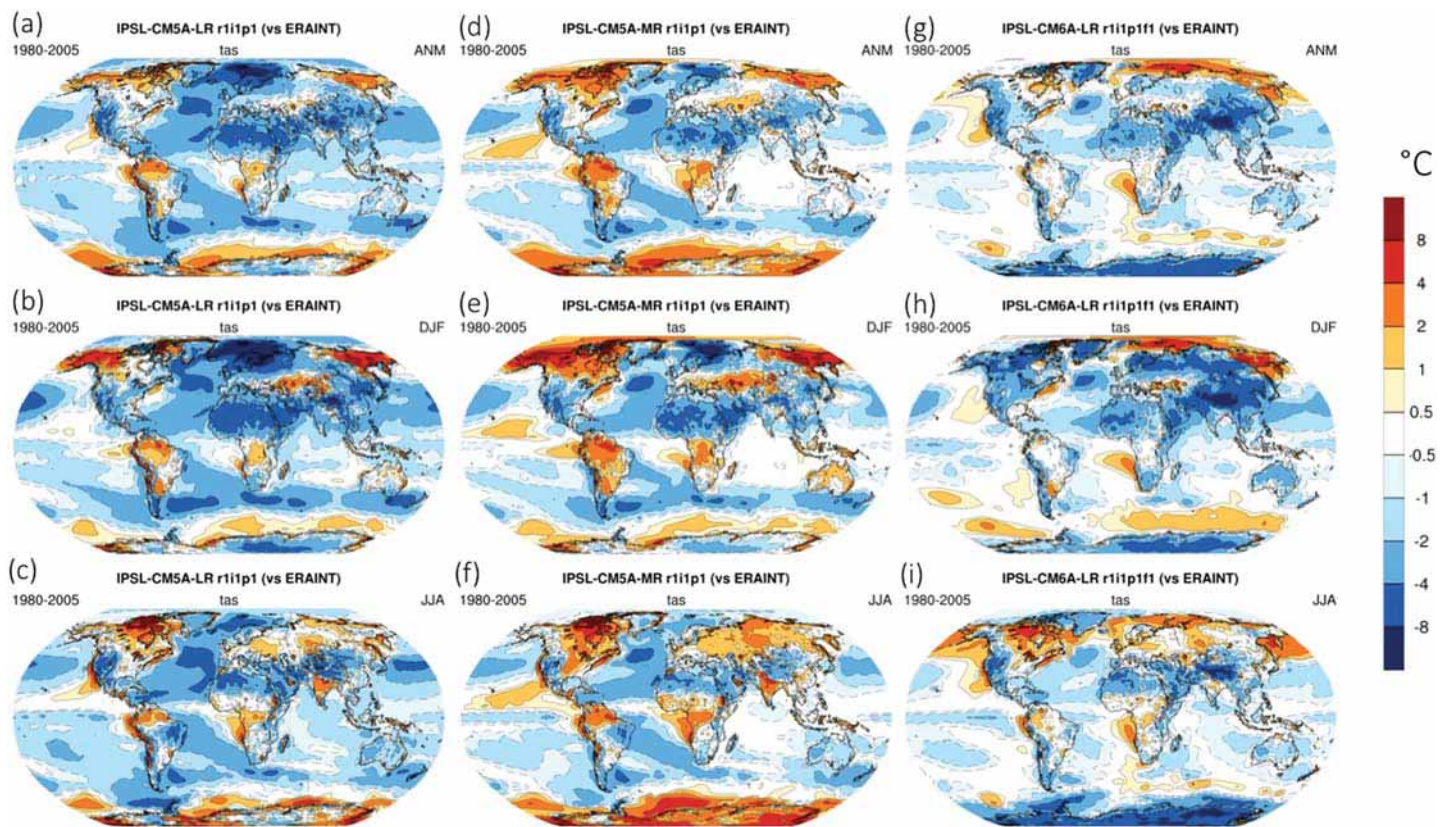 (a)
IPSL-CM5A-LR r1i1p1 (vs ERAINT)
1980-2005 tas ANM
(d)
IPSL-CM5A-MR r1i1p1 (vs ERAINT)
1980-2005 tas ANM
(g)
IPSL-CM6A-LR r1i1p1f1 (vs ERAINT)
1980-2005 tas ANM
(b)
IPSL-CM5A-LR r1i1p1 (vs ERAINT)
1980-2005 tas DJF
(e)
IPSL-CM5A-MR r1i1p1 (vs ERAINT)
1980-2005 tas DJF
(h)
IPSL-CM6A-LR r1i1p1f1 (vs ERAINT)
1980-2005 tas DJF
(c)
IPSL-CM5A-LR r1i1p1 (vs ERAINT)
1980-2005 tas JJA
(f)
IPSL-CM5A-MR r1i1p1 (vs ERAINT)
1980-2005 tas JJA
(i)
IPSL-CM6A-LR r1i1p1f1 (vs ERAINT)
1980-2005 tas JJA
°C
8
4
2
1
0.5
-0.5
-1
-2
-4
-8